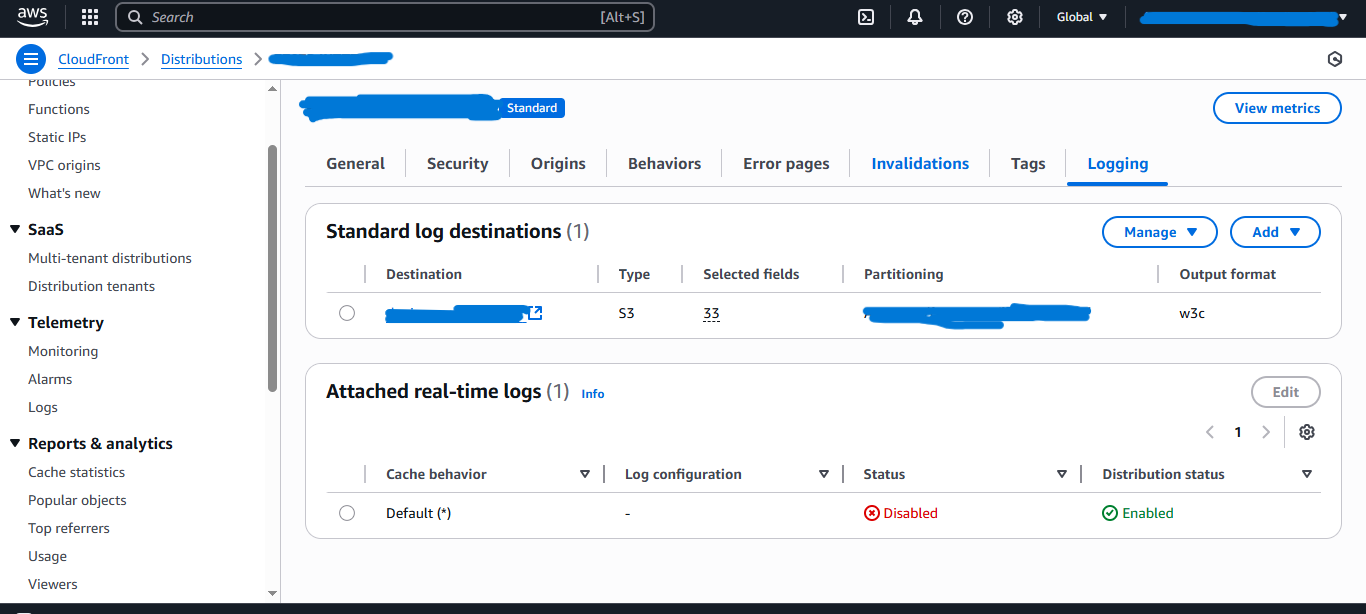 aws Search [Alt+S] Global
CloudFront Distributions
Policies
Functions
Static IPs
VPC origins
What's new
SaaS
Multi-tenant distributions
Distribution tenants
Telemetry
Monitoring
Alarms
Logs
Reports & analytics
Cache statistics
Popular objects
Top referrers
Usage
Viewers
Standard View metrics
General Security Origins Behaviors Error pages Invalidations Tags Logging
Standard log destinations (1) Manage Add
Destination Type Selected fields Partitioning Output format
S3 33 w3c
Attached real-time logs (1) Info Edit
1
Cache behavior Log configuration Status Distribution status
Default (*) - Disabled Enabled